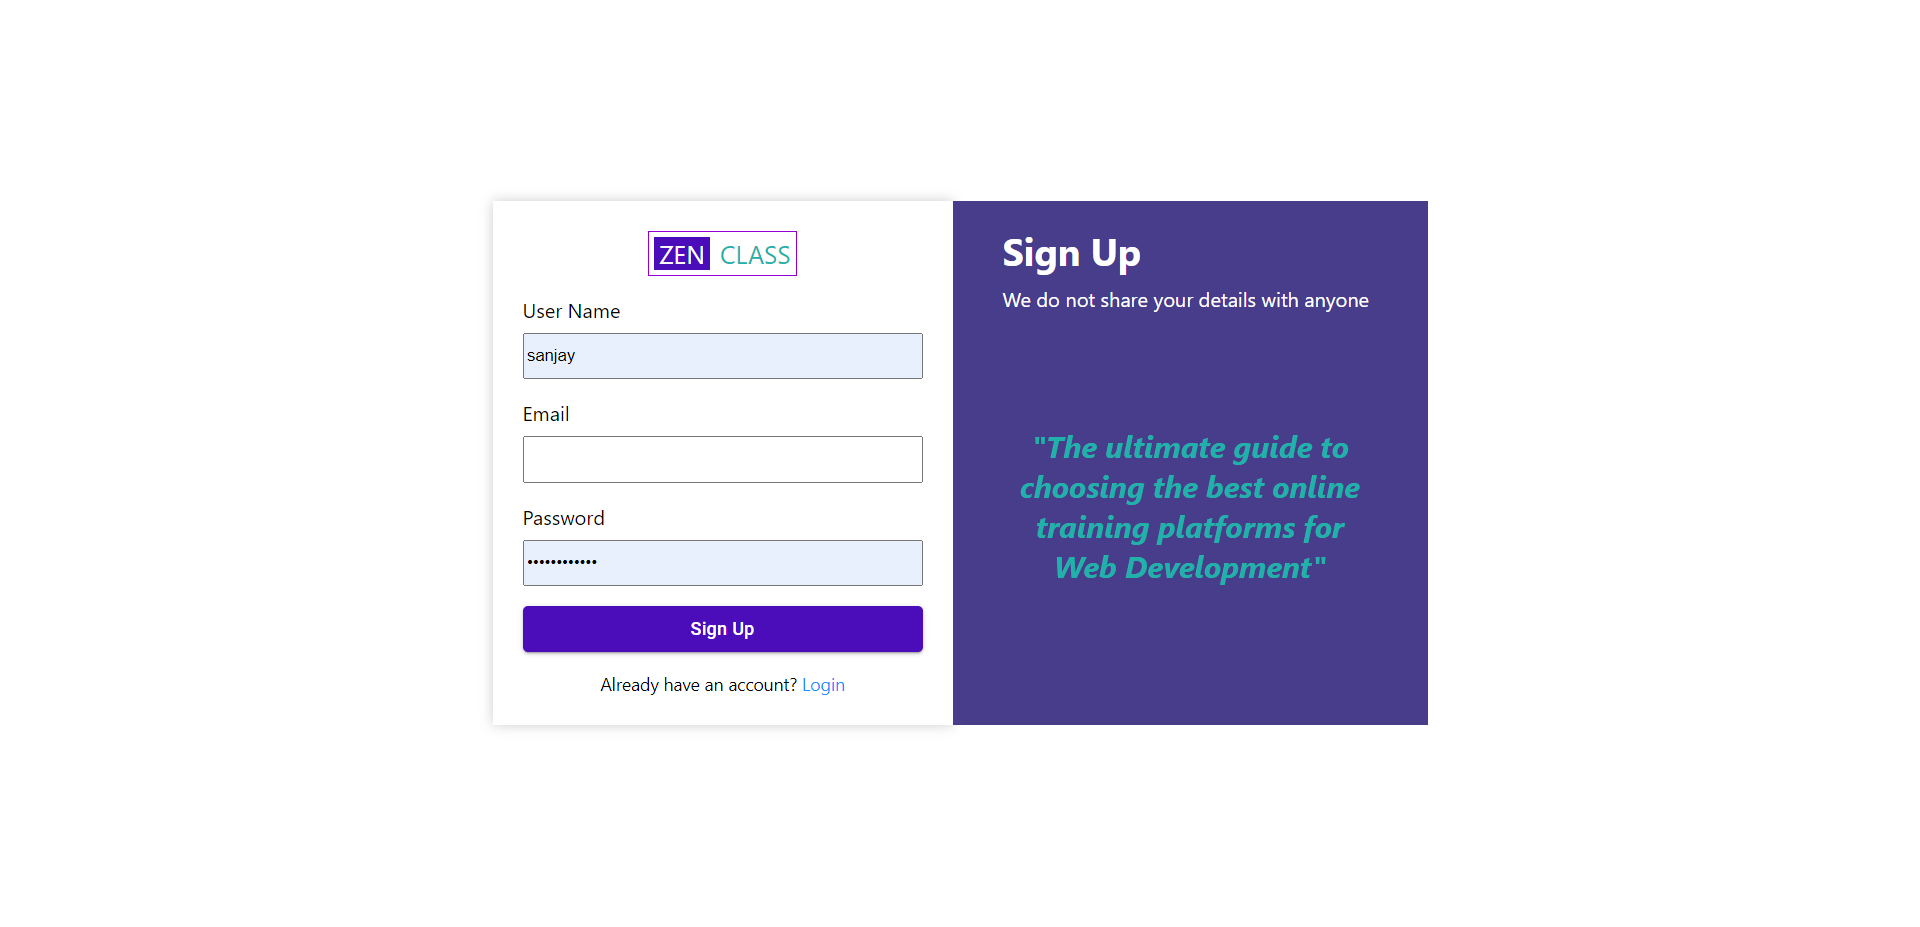 ZEN CLASS
User Name
sanjay
Email
Password
••••••••••••
Sign Up
Already have an account? Login
Sign Up
We do not share your details with anyone
"The ultimate guide to
choosing the best online
training platforms for
Web Development"